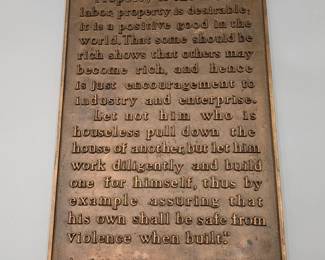 labor, property is desirable;
it is a positive good in the
world. That some should be
rich shows that others may
become rich, and hence
is just encouragement to
industry and enterprise.
Let not him who is
houseless pull down the
house of another, but let him
work diligently and build
one for himself, thus by
example assuring that
his own shall be safe from
violence when built."